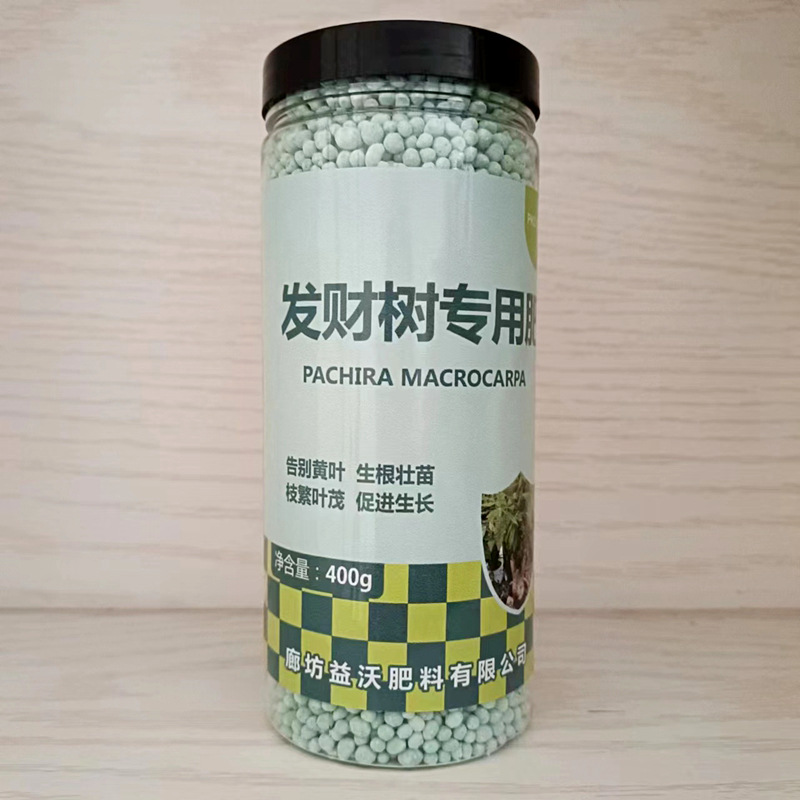 发财树专用肥
PACHIRA MACROCARPA
告别黄叶 生根壮苗
枝繁叶茂 促进生长
净含量：400g
廊坊益沃肥料有限公司